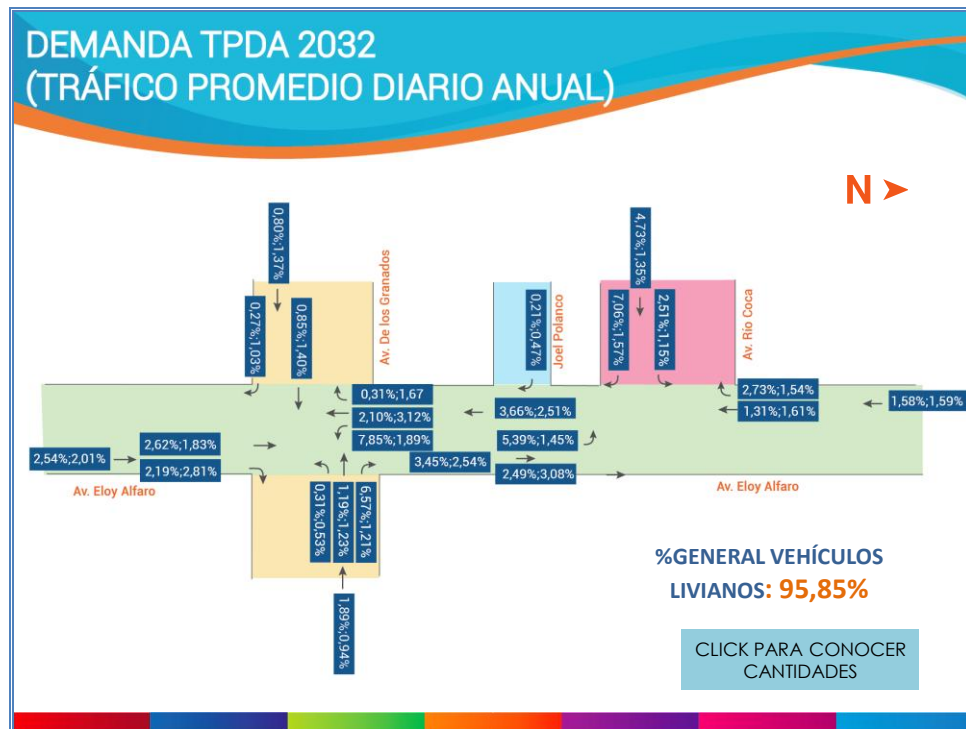 DEMANDA TPDA 2032
(TRÁFICO PROMEDIO DIARIO ANUAL)
N
0,80%;1,37%
4,73%;1,35%
0,27%;1,03%
0,85%;1,40%
Av. De los Granados
0,21%;0,47%
Joel Polanco
7,06%;1,57%
2,51%;1,15%
Av. Rio Coca
0,31%;1,67
2,10%;3,12%
7,85%;1,89%
3,66%;2,51%
5,39%;1,45%
2,73%;1,54%
1,31%;1,61%
1,58%;1,59%
2,54%;2,01%
2,62%;1,83%
2,19%;2,81%
3,45%;2,54%
2,49%;3,08%
Av. Eloy Alfaro
Av. Eloy Alfaro
0,31%;0,53%
1,19%;1,23%
6,57%;1,21%
1,89%;0,94%
%GENERAL VEHÍCULOS
LIVIANOS: 95,85%
CLICK PARA CONOCER
CANTIDADES